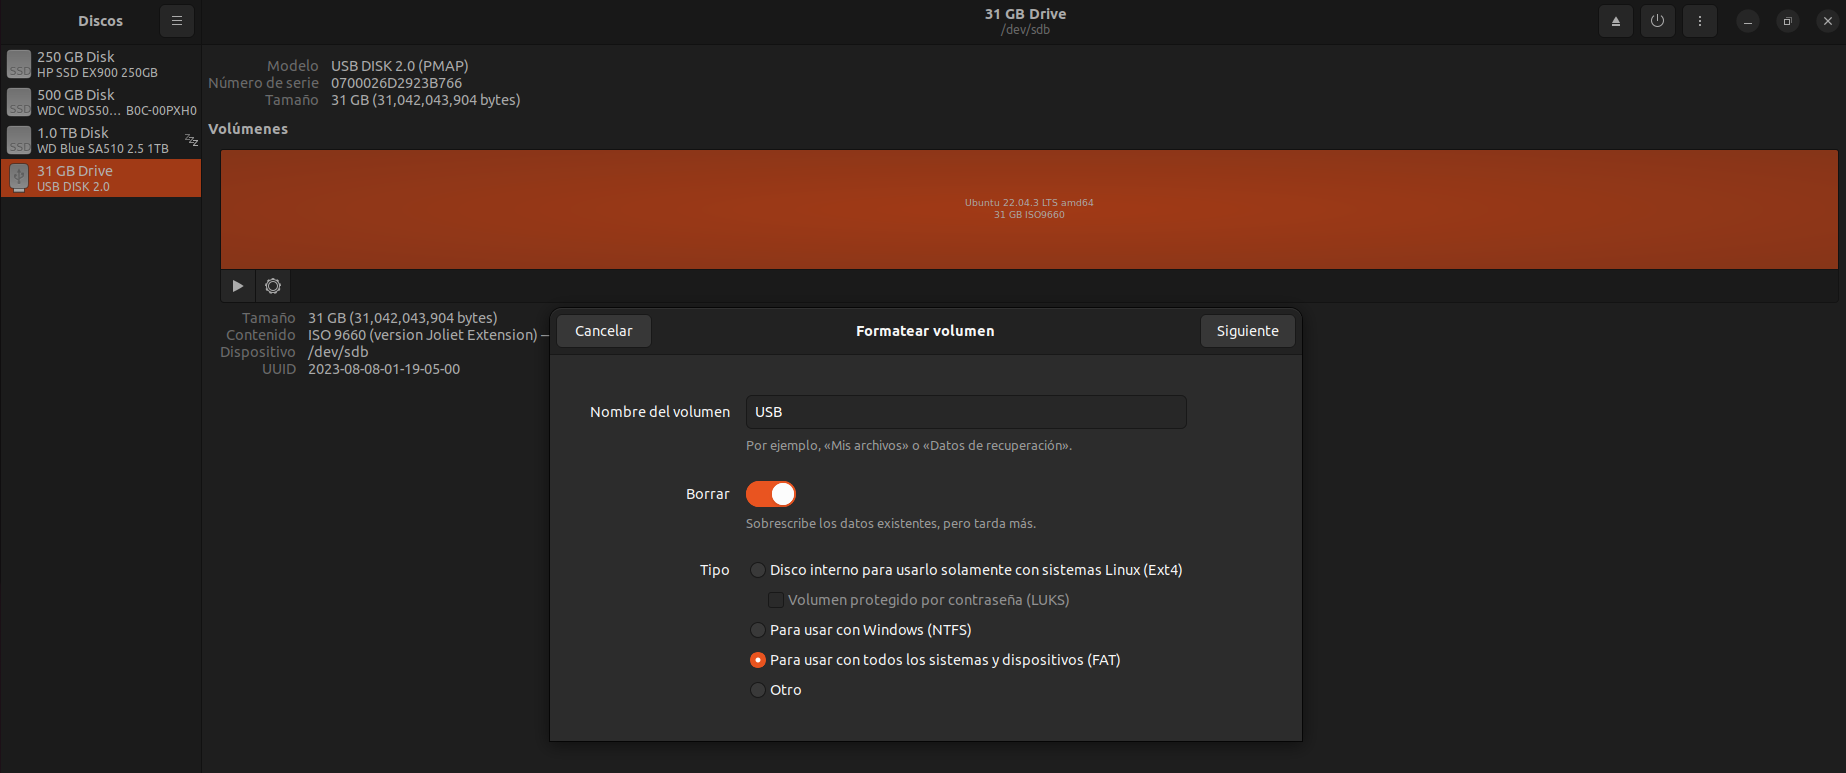 Discos
31 GB Drive
/dev/sdb
250 GB Disk
HP SSD EX900 250GB
500 GB Disk
WDC WDS50... B0C-00PXH0
1.0 TB Disk
WD Blue SA510 2.5 1TB
31 GB Drive
USB DISK 2.0
SSD
SSD
SSD
Modelo USB DISK 2.0 (PMAP)
Número de serie 0700026D2923B766
Tamaño 31 GB (31,042,043,904 bytes)
Volúmenes
Ubuntu 22.04.3 LTS amd64
31 GB ISO9660
Tamaño 31 GB (31,042,043,904 bytes)
Contenido ISO 9660 (version Joliet Extension) —
Dispositivo /dev/sdb
UUID 2023-08-08-01-19-05-00
Cancelar Formatear volumen Siguiente
Nombre del volumen USB
Por ejemplo, «Mis archivos» o «Datos de recuperación».
Borrar
Sobrescribe los datos existentes, pero tarda más.
Tipo Disco interno para usarlo solamente con sistemas Linux (Ext4)
Volumen protegido por contraseña (LUKS)
Para usar con Windows (NTFS)
Para usar con todos los sistemas y dispositivos (FAT)
Otro